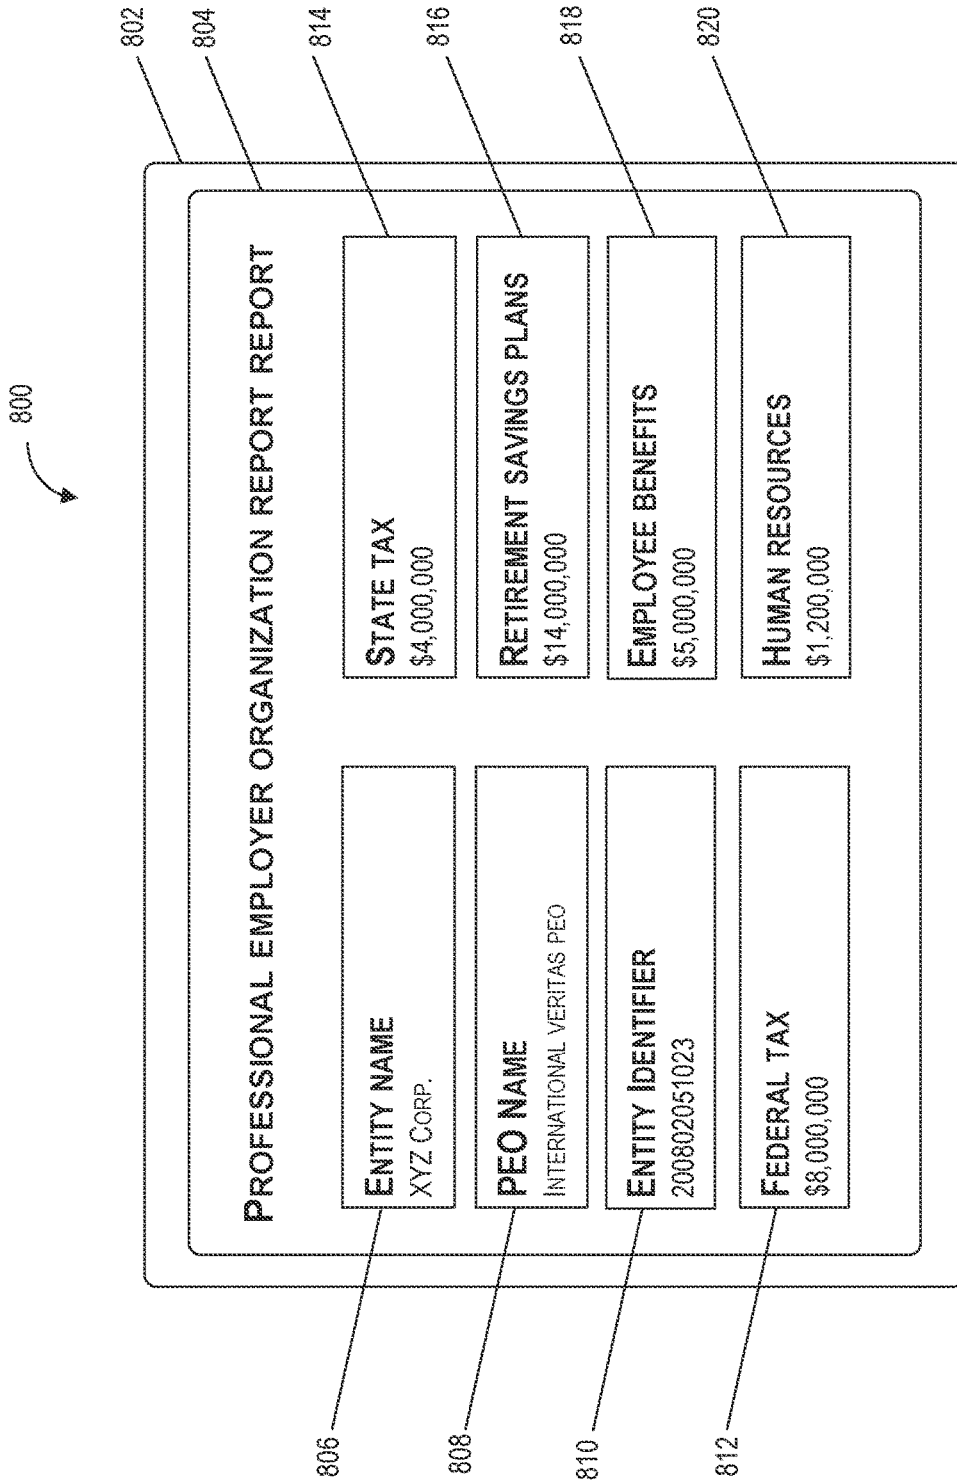 800
802
804
PROFESSIONAL EMPLOYER ORGANIZATION REPORT REPORT
806
ENTITY NAME
XYZ CORP.
808
PEO NAME
INTERNATIONAL VERITAS PEO
810
ENTITY IDENTIFIER
200802051023
812
FEDERAL TAX
$8,000,000
814
STATE TAX
$4,000,000
816
RETIREMENT SAVINGS PLANS
$14,000,000
818
EMPLOYEE BENEFITS
$5,000,000
820
HUMAN RESOURCES
$1,200,000